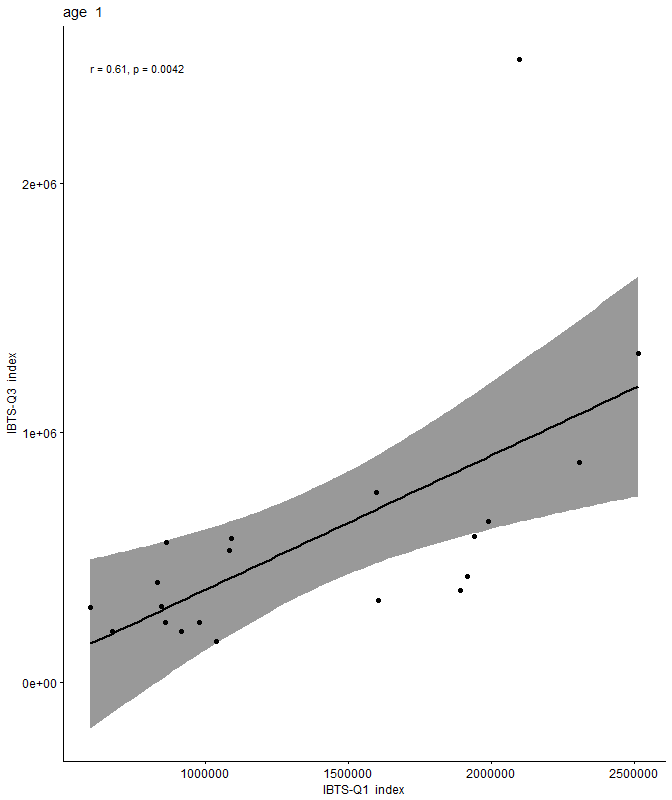 age 1
r = 0.61, p = 0.0042
2e+06
1e+06
0e+00
IBTS-Q3 index
1000000 1500000 2000000 2500000
IBTS-Q1 index